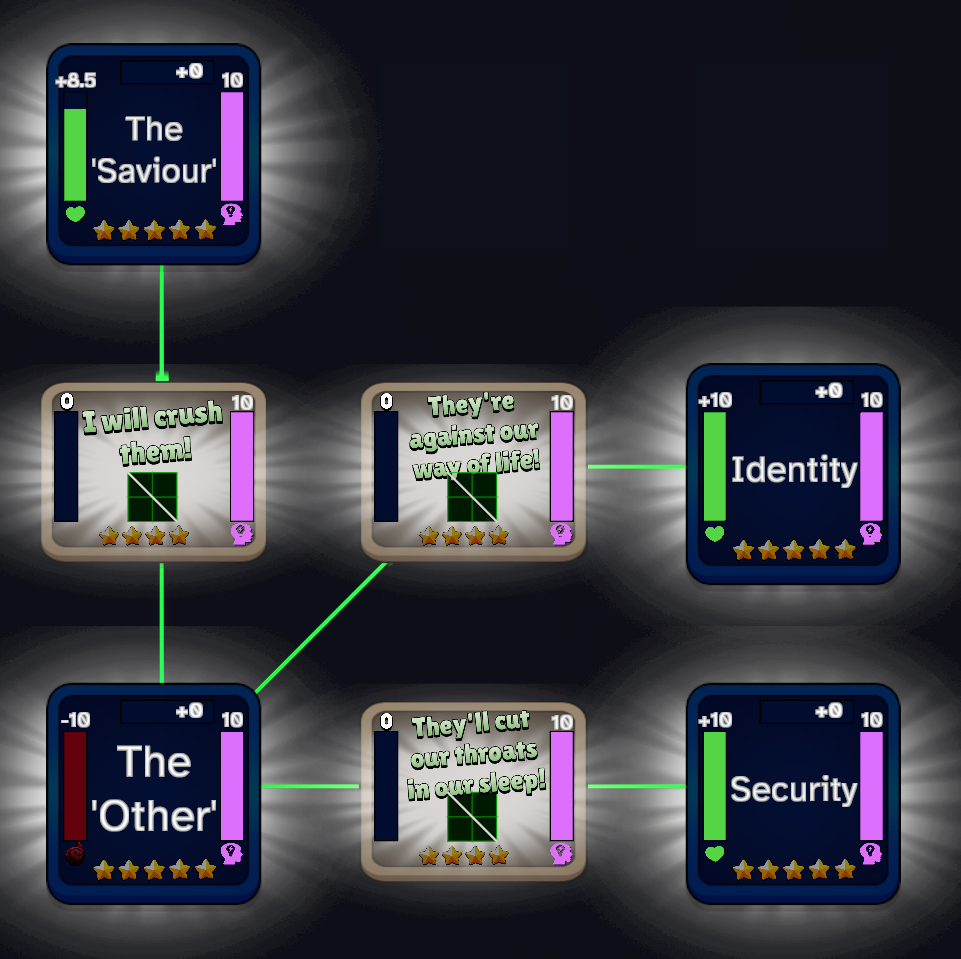 +8.5 +0 10
The
'Saviour'
0 10
I will crush
them!
0 10
They're
against our
way of life!
+10 +0 10
Identity
-10 +0 10
The
'Other'
0 10
They'll cut
our throats
in our sleep!
+10 +0 10
Security